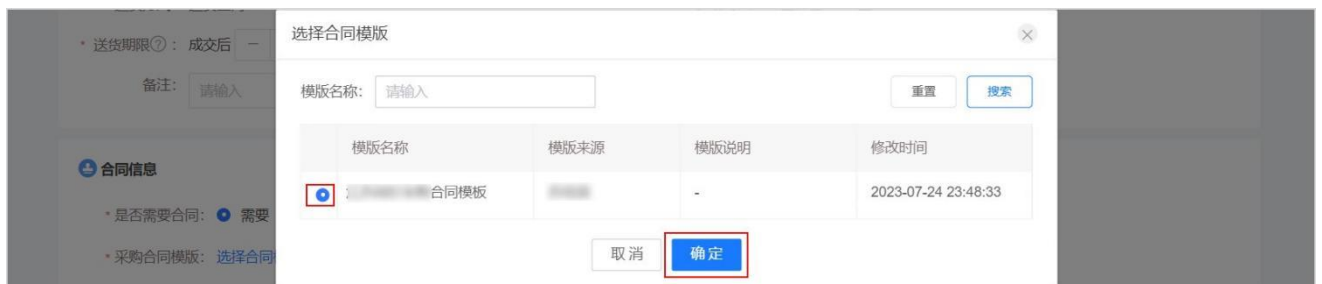 选择合同模版
* 送货期限?：成交后 －
备注： 请输入
模版名称： 请输入 重置 搜索
模版名称 模版来源 模版说明 修改时间
合同模板 - 2023-07-24 23:48:33
合同信息
* 是否需要合同： 需要
* 采购合同模版： 选择合同
取消 确定